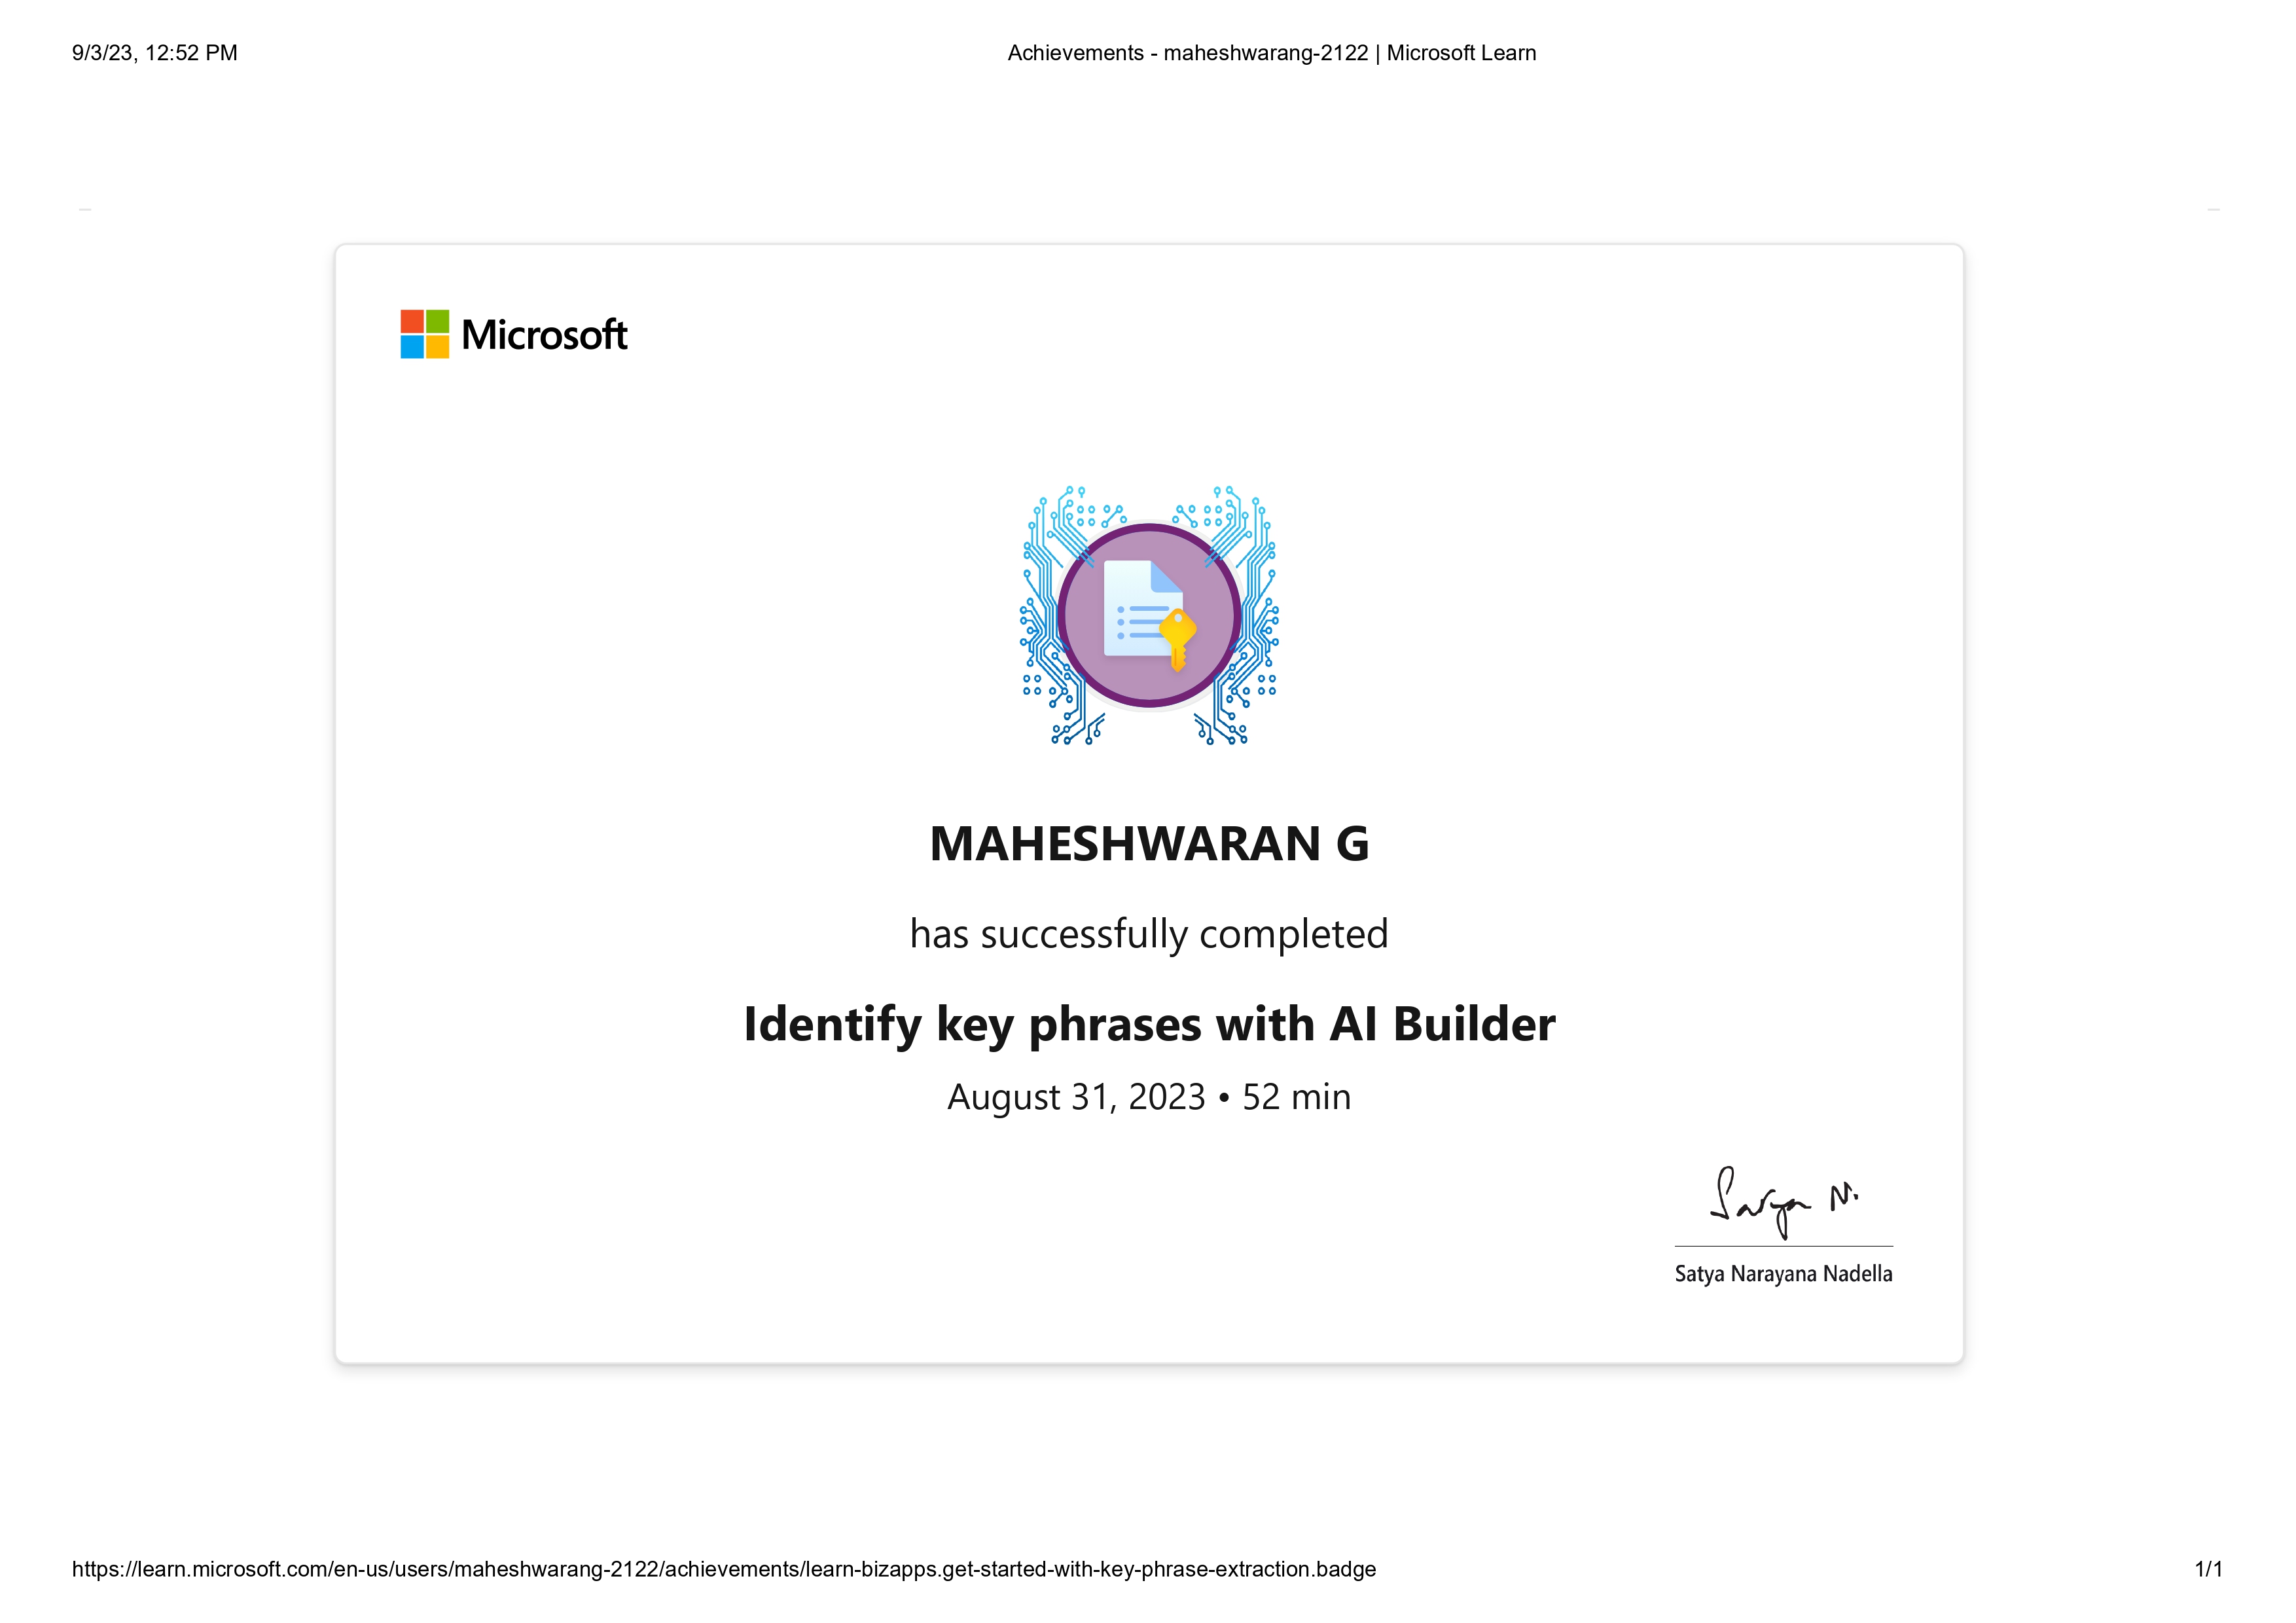 9/3/23, 12:52 PM
Achievements - maheshwarang-2122 | Microsoft Learn
Microsoft
MAHESHWARAN G
has successfully completed
Identify key phrases with AI Builder
August 31, 2023 • 52 min
Satya N.
Satya Narayana Nadella
https://learn.microsoft.com/en-us/users/maheshwarang-2122/achievements/learn-bizapps.get-started-with-key-phrase-extraction.badge
1/1